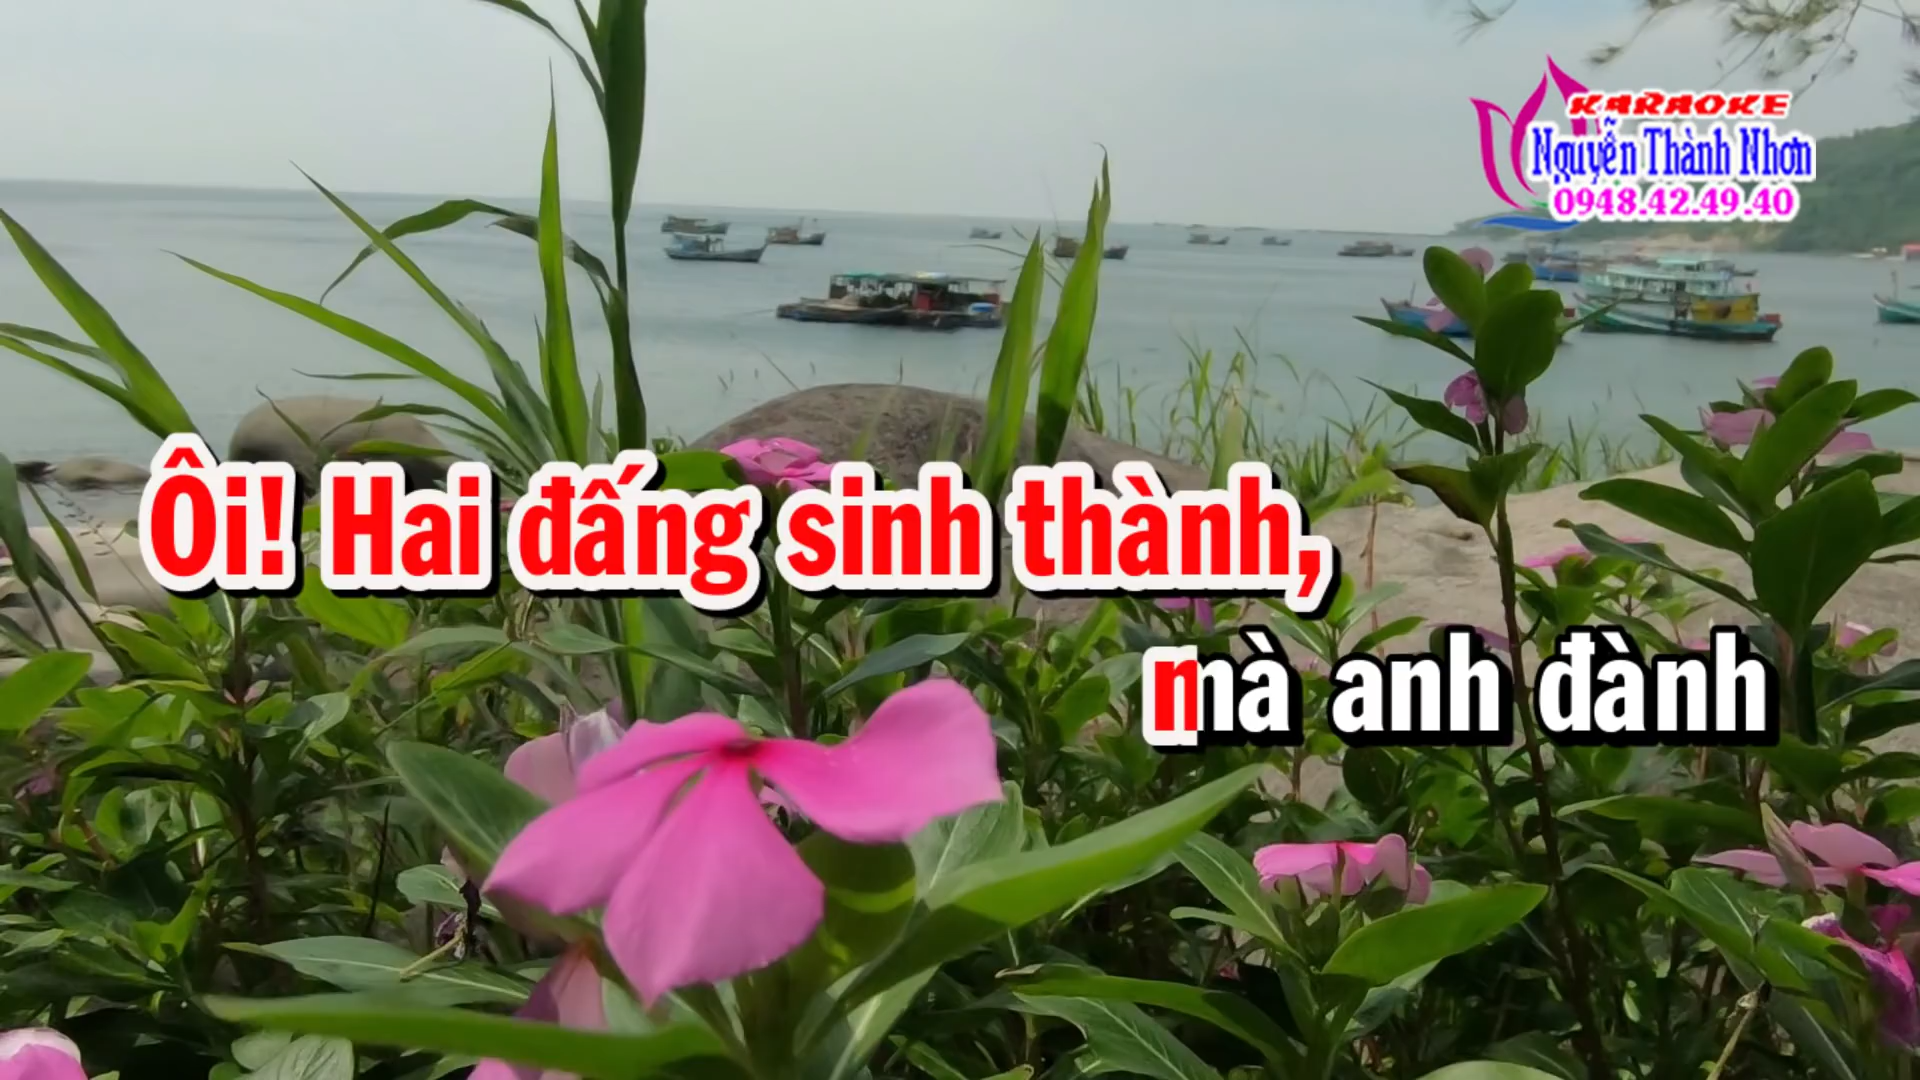 KARAOKE
Nguyễn Thành Nhơn
0948.42.49.40
Ôi! Hai đấng sinh thành,
mà anh đành